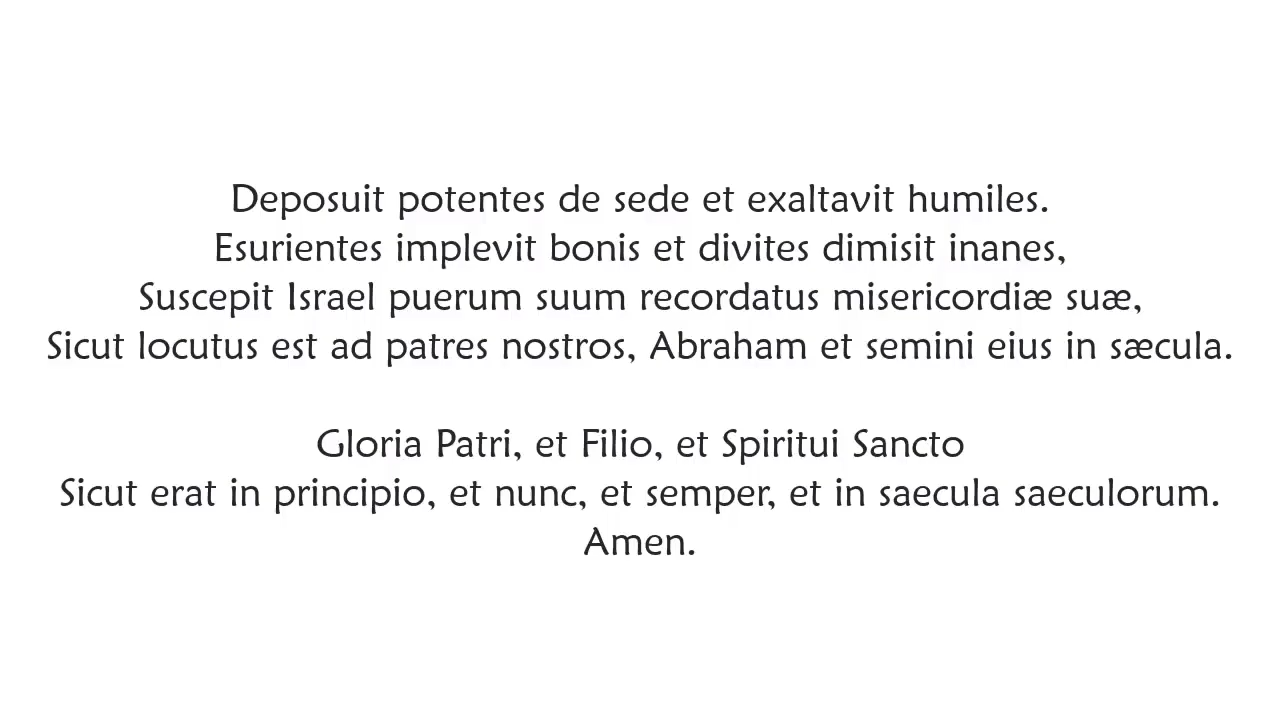 Deposuit potentes de sede et exaltavit humiles.
Esurientes implevit bonis et divites dimisit inanes,
Suscepit Israel puerum suum recordatus misericordiæ suæ,
Sicut locutus est ad patres nostros, Abraham et semini eius in sæcula.
Gloria Patri, et Filio, et Spiritui Sancto
Sicut erat in principio, et nunc, et semper, et in saecula saeculorum.
Amen.